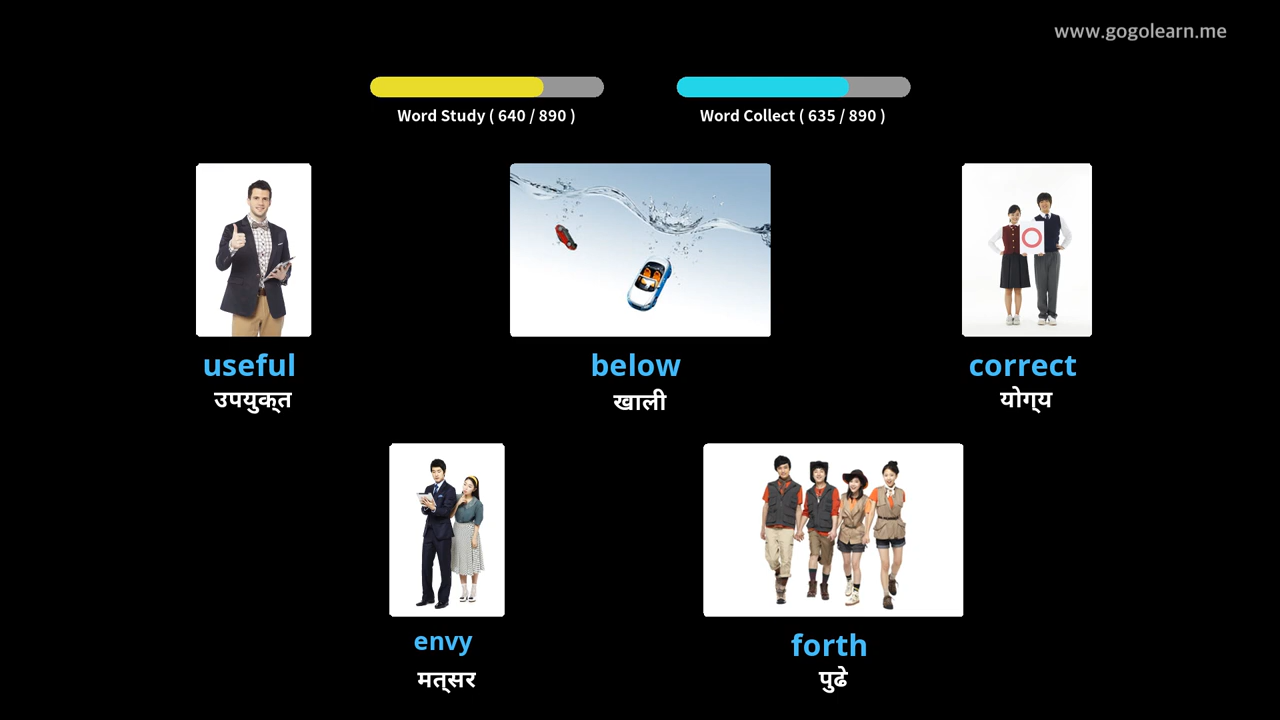 www.gogolearn.me
Word Study ( 640 / 890 )
Word Collect ( 635 / 890 )
useful
उपयुक्त
below
खाली
correct
योग्य
envy
मत्सर
forth
पुढे